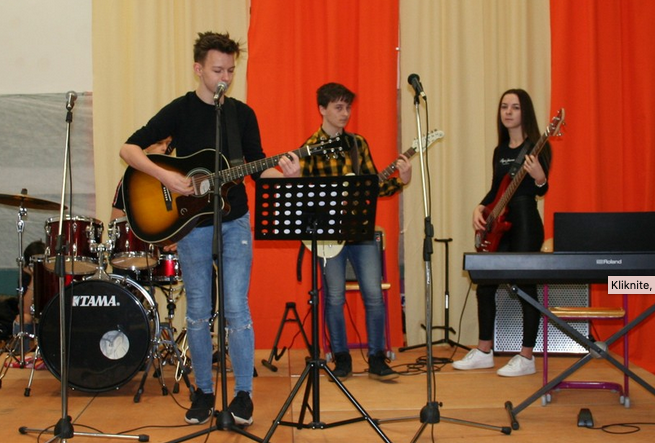 TAMA
Roland
Kliknite,